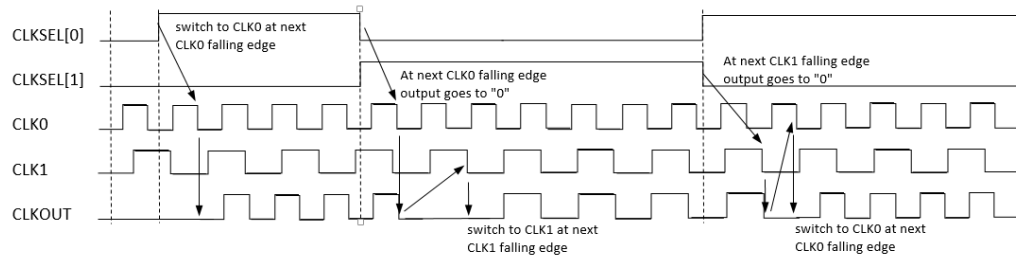 CLKSEL[0]
switch to CLK0 at next
CLK0 falling edge
CLKSEL[1]
At next CLK0 falling edge
output goes to "0"
At next CLK1 falling edge
output goes to "0"
CLK0
CLK1
CLKOUT
switch to CLK1 at next
CLK1 falling edge
switch to CLK0 at next
CLK0 falling edge